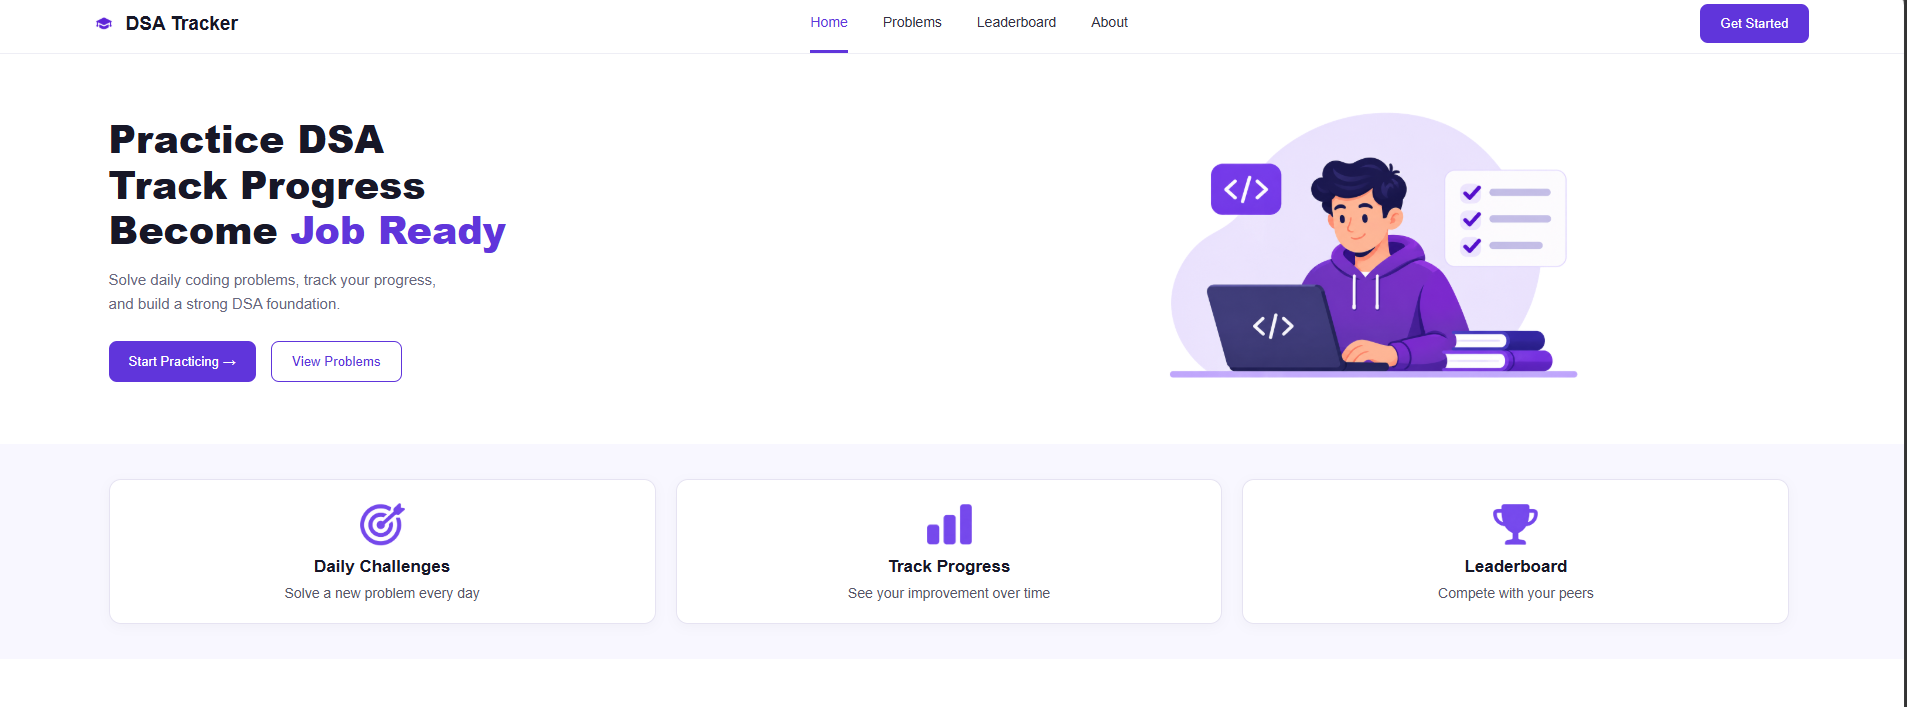 DSA Tracker
Home
Problems
Leaderboard
About
Get Started
Practice DSA
Track Progress
Become Job Ready
Solve daily coding problems, track your progress,
and build a strong DSA foundation.
Start Practicing →
View Problems
</>
</>
Daily Challenges
Solve a new problem every day
Track Progress
See your improvement over time
Leaderboard
Compete with your peers